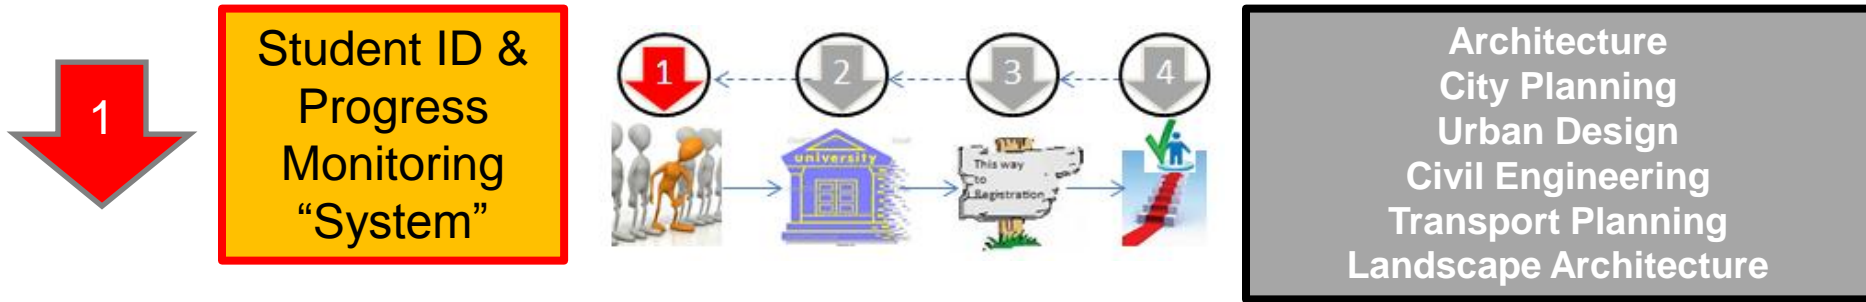 1
Student ID &
Progress
Monitoring
“System”
1
2
3
4
university
This way
to
Registration
Architecture
City Planning
Urban Design
Civil Engineering
Transport Planning
Landscape Architecture